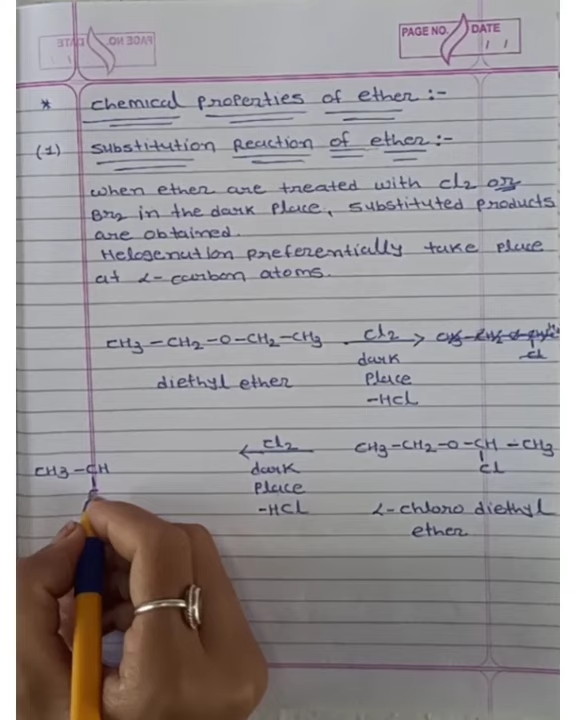 PAGE NO. DATE
/ /
* Chemical Properties of ether :-
(1) Substitution Reaction of ether :-
when ether are treated with Cl2 or
Br2 in the dark place, substituted products
are obtained.
Helogenution preferentially take place
at α-carbon atoms.
CH3-CH2-O-CH2-CH3 Cl2 >
dark
diethyl ether place
-HCl
Cl
< Cl2 CH3-CH2-O-CH-CH3
CH3-CH dark Cl
place
-HCl α-chloro diethyl
ether